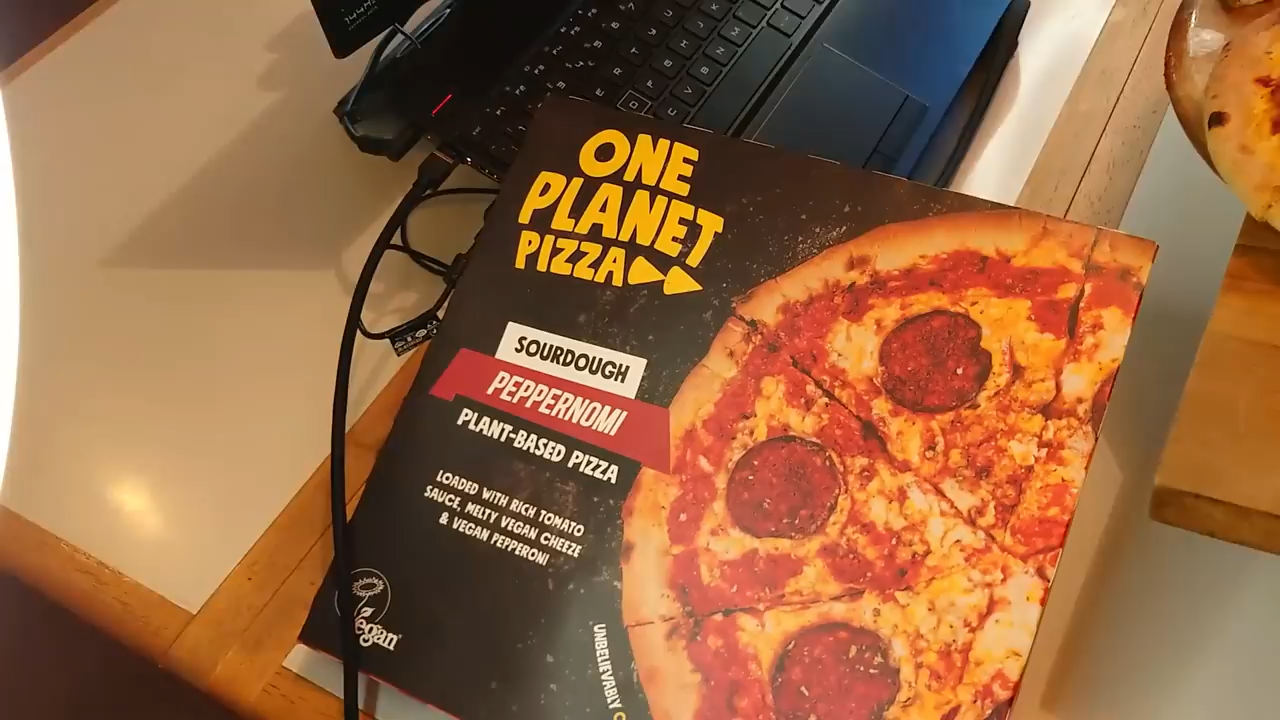 144Hz
ONE
PLANET
PIZZA
SOURDOUGH
PEPPERNOMI
PLANT-BASED PIZZA
LOADED WITH RICH TOMATO
SAUCE, MELTY VEGAN CHEEZE
& VEGAN PEPPERONI
Vegan
UNBELIEVABLY